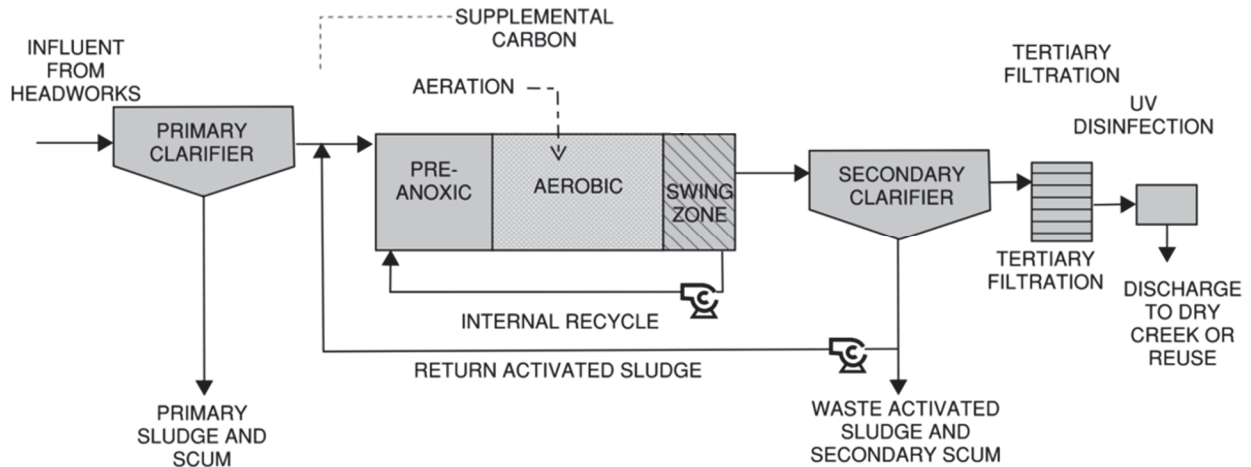 SUPPLEMENTAL
CARBON
INFLUENT
FROM
HEADWORKS
AERATION
TERTIARY
FILTRATION
UV
DISINFECTION
PRIMARY
CLARIFIER
PRE-
ANOXIC
AEROBIC
SWING
ZONE
SECONDARY
CLARIFIER
TERTIARY
FILTRATION
DISCHARGE
TO DRY
CREEK OR
REUSE
INTERNAL RECYCLE
C
RETURN ACTIVATED SLUDGE
C
PRIMARY
SLUDGE AND
SCUM
WASTE ACTIVATED
SLUDGE AND
SECONDARY SCUM